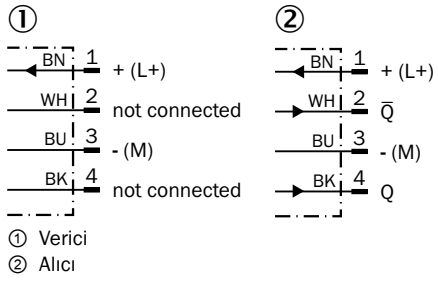 ① ②
BN 1 + (L+) BN 1 + (L+)
WH 2 not connected WH 2 Q̅
BU 3 - (M) BU 3 - (M)
BK 4 not connected BK 4 Q
① Verici
② Alıcı